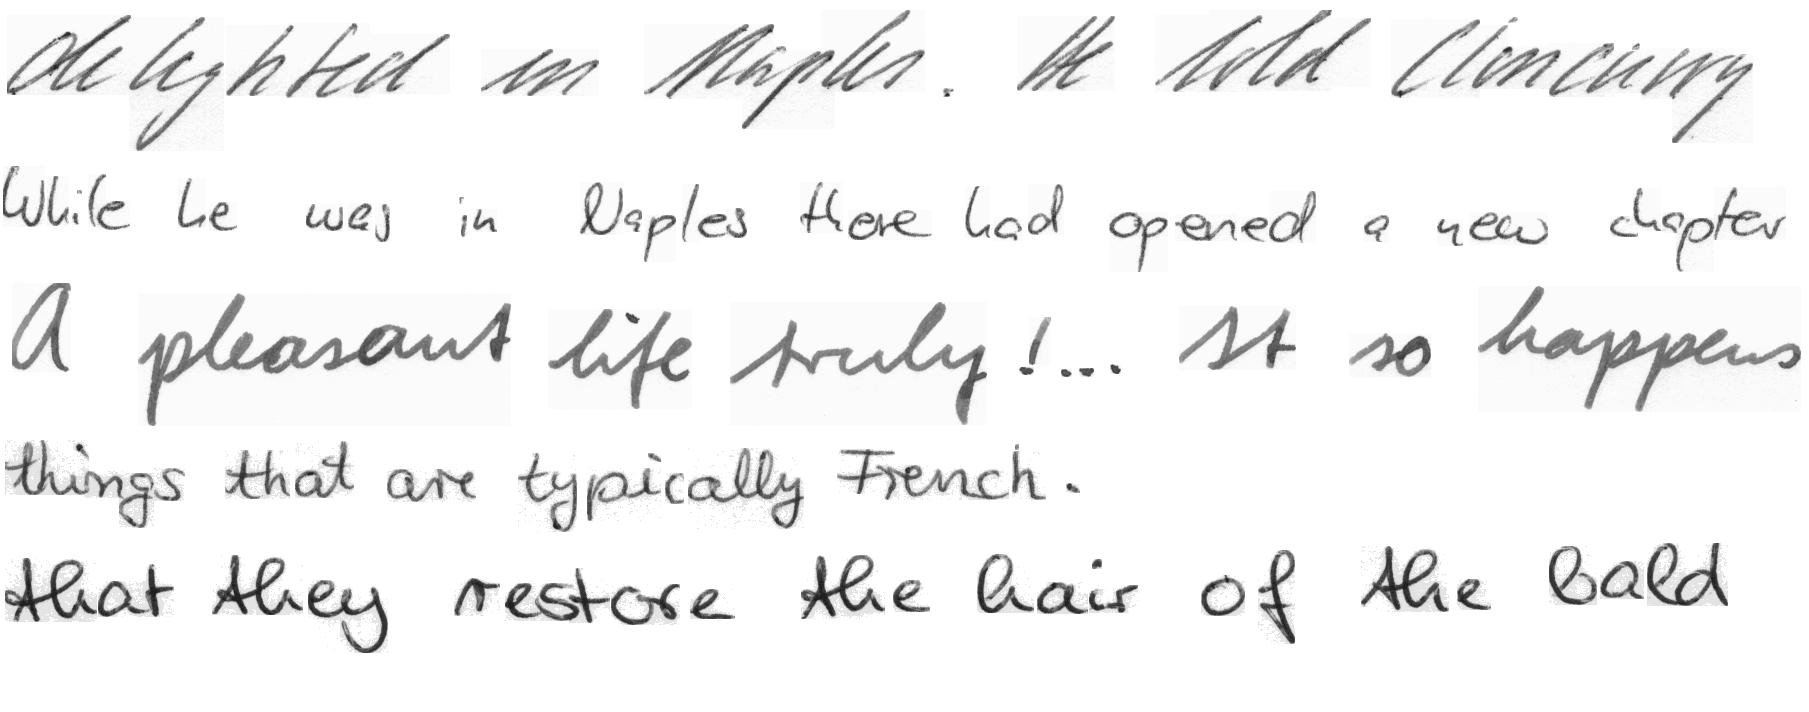 delighted in Naples. He told Cloncurry
While he was in Naples there had opened a new chapter
A pleasant life truly!... It so happens
things that are typically French.
that they restore the hair of the bald